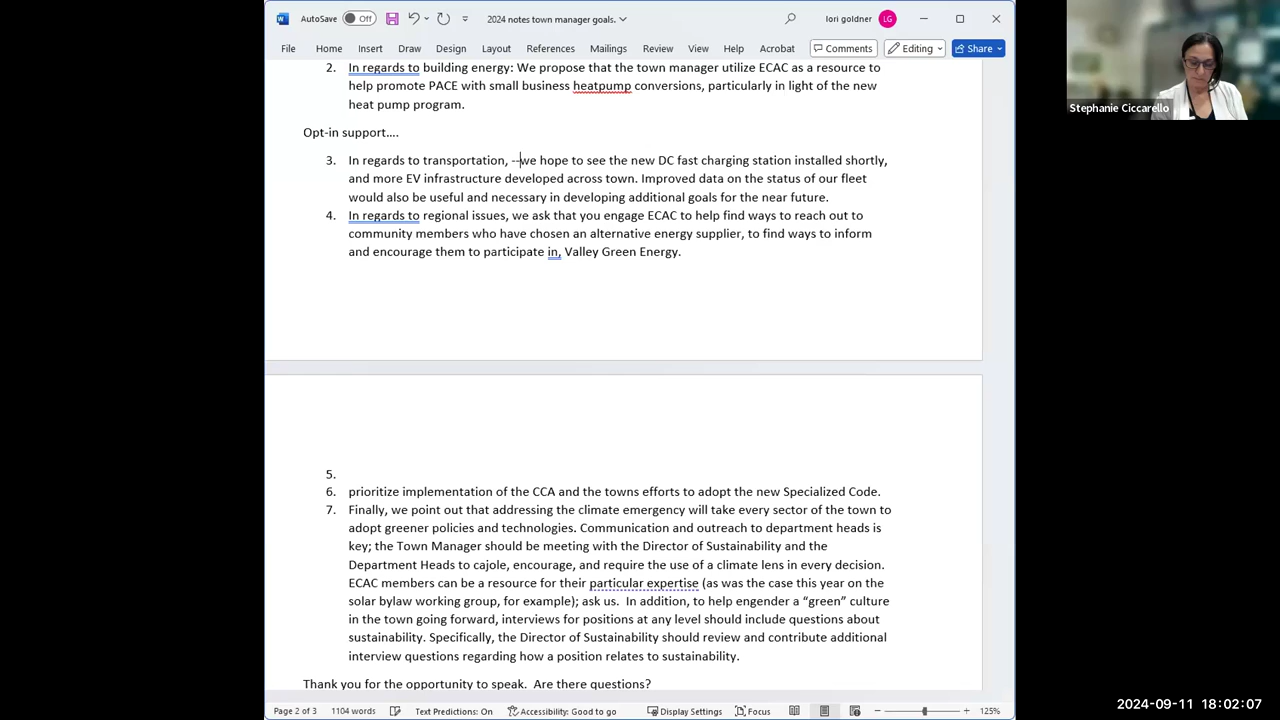 AutoSave Off 2024 notes town manager goals. lori goldner LG
File Home Insert Draw Design Layout References Mailings Review View Help Acrobat Comments Editing Share
2. In regards to building energy: We propose that the town manager utilize ECAC as a resource to
help promote PACE with small business heatpump conversions, particularly in light of the new
heat pump program.
Opt-in support....
3. In regards to transportation, --we hope to see the new DC fast charging station installed shortly,
and more EV infrastructure developed across town. Improved data on the status of our fleet
would also be useful and necessary in developing additional goals for the near future.
4. In regards to regional issues, we ask that you engage ECAC to help find ways to reach out to
community members who have chosen an alternative energy supplier, to find ways to inform
and encourage them to participate in, Valley Green Energy.
5.
6. prioritize implementation of the CCA and the towns efforts to adopt the new Specialized Code.
7. Finally, we point out that addressing the climate emergency will take every sector of the town to
adopt greener policies and technologies. Communication and outreach to department heads is
key; the Town Manager should be meeting with the Director of Sustainability and the
Department Heads to cajole, encourage, and require the use of a climate lens in every decision.
ECAC members can be a resource for their particular expertise (as was the case this year on the
solar bylaw working group, for example); ask us.  In addition, to help engender a “green” culture
in the town going forward, interviews for positions at any level should include questions about
sustainability. Specifically, the Director of Sustainability should review and contribute additional
interview questions regarding how a position relates to sustainability.
Thank you for the opportunity to speak.  Are there questions?
Page 2 of 3 1104 words Text Predictions: On Accessibility: Good to go Display Settings Focus 125%
Stephanie Ciccarello
2024-09-11 18:02:07